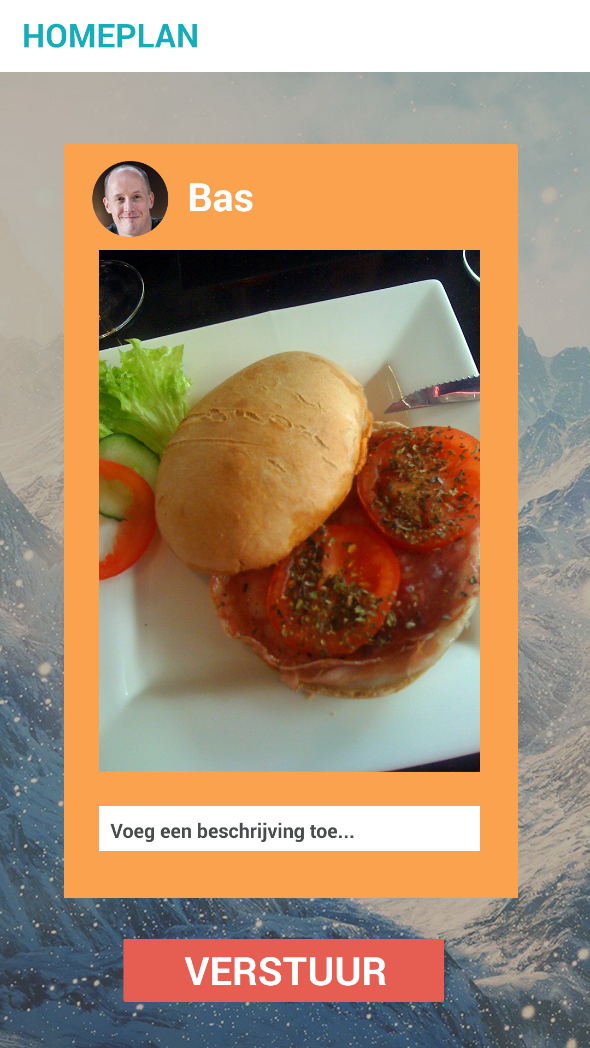 HOMEPLAN
Bas
Voeg een beschrijving toe...
VERSTUUR